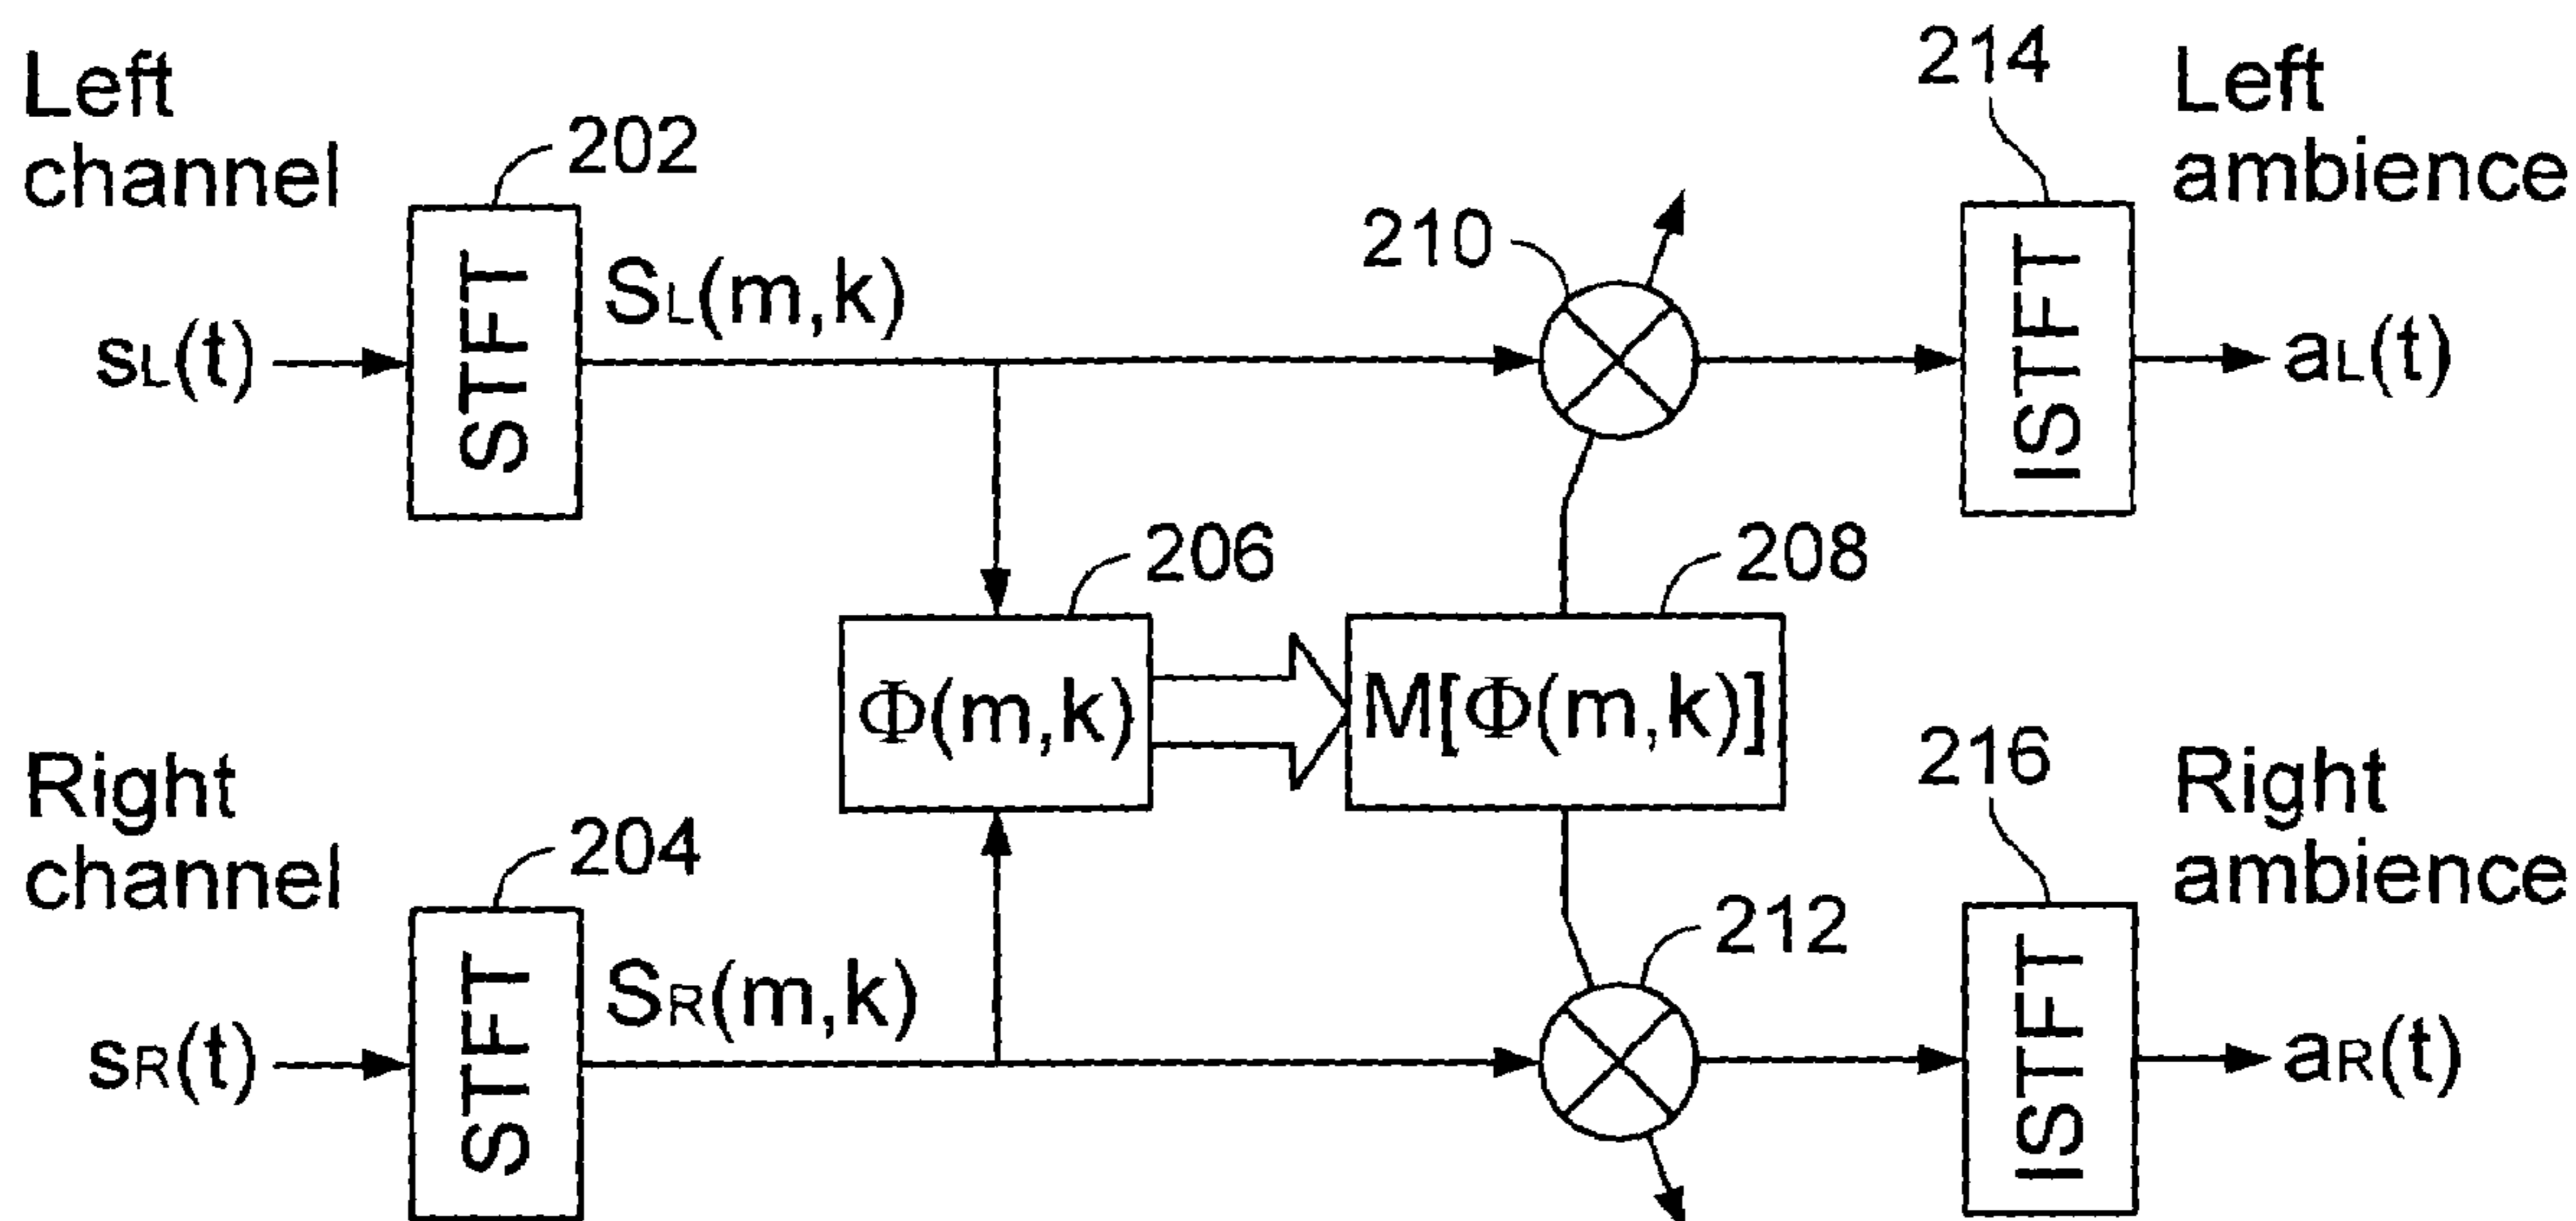 Left
channel
202
STFT
sL(t)
SL(m,k)
210
214
Left
ambience
ISTFT
aL(t)
206
208
Φ(m,k)
M[Φ(m,k)]
Right
channel
204
STFT
sR(t)
SR(m,k)
212
216
Right
ambience
ISTFT
aR(t)